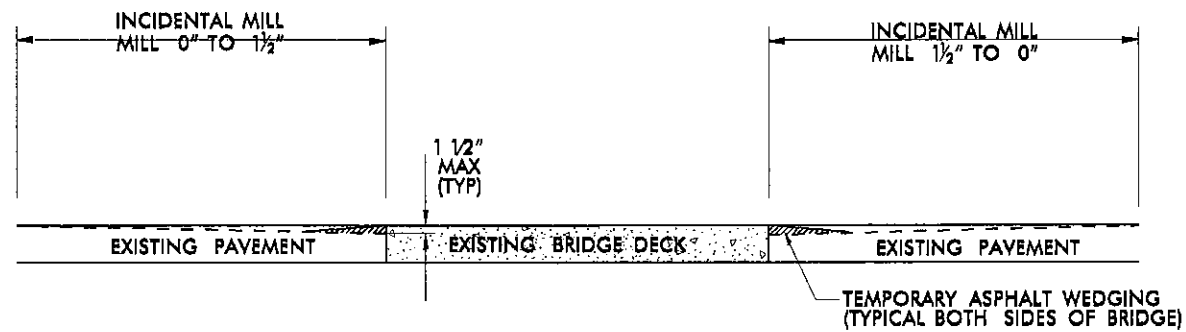 INCIDENTAL MILL
MILL 0" TO 1½"
INCIDENTAL MILL
MILL 1½" TO 0"
1 1/2"
MAX
(TYP)
EXISTING PAVEMENT
EXISTING BRIDGE DECK
EXISTING PAVEMENT
TEMPORARY ASPHALT WEDGING
(TYPICAL BOTH SIDES OF BRIDGE)